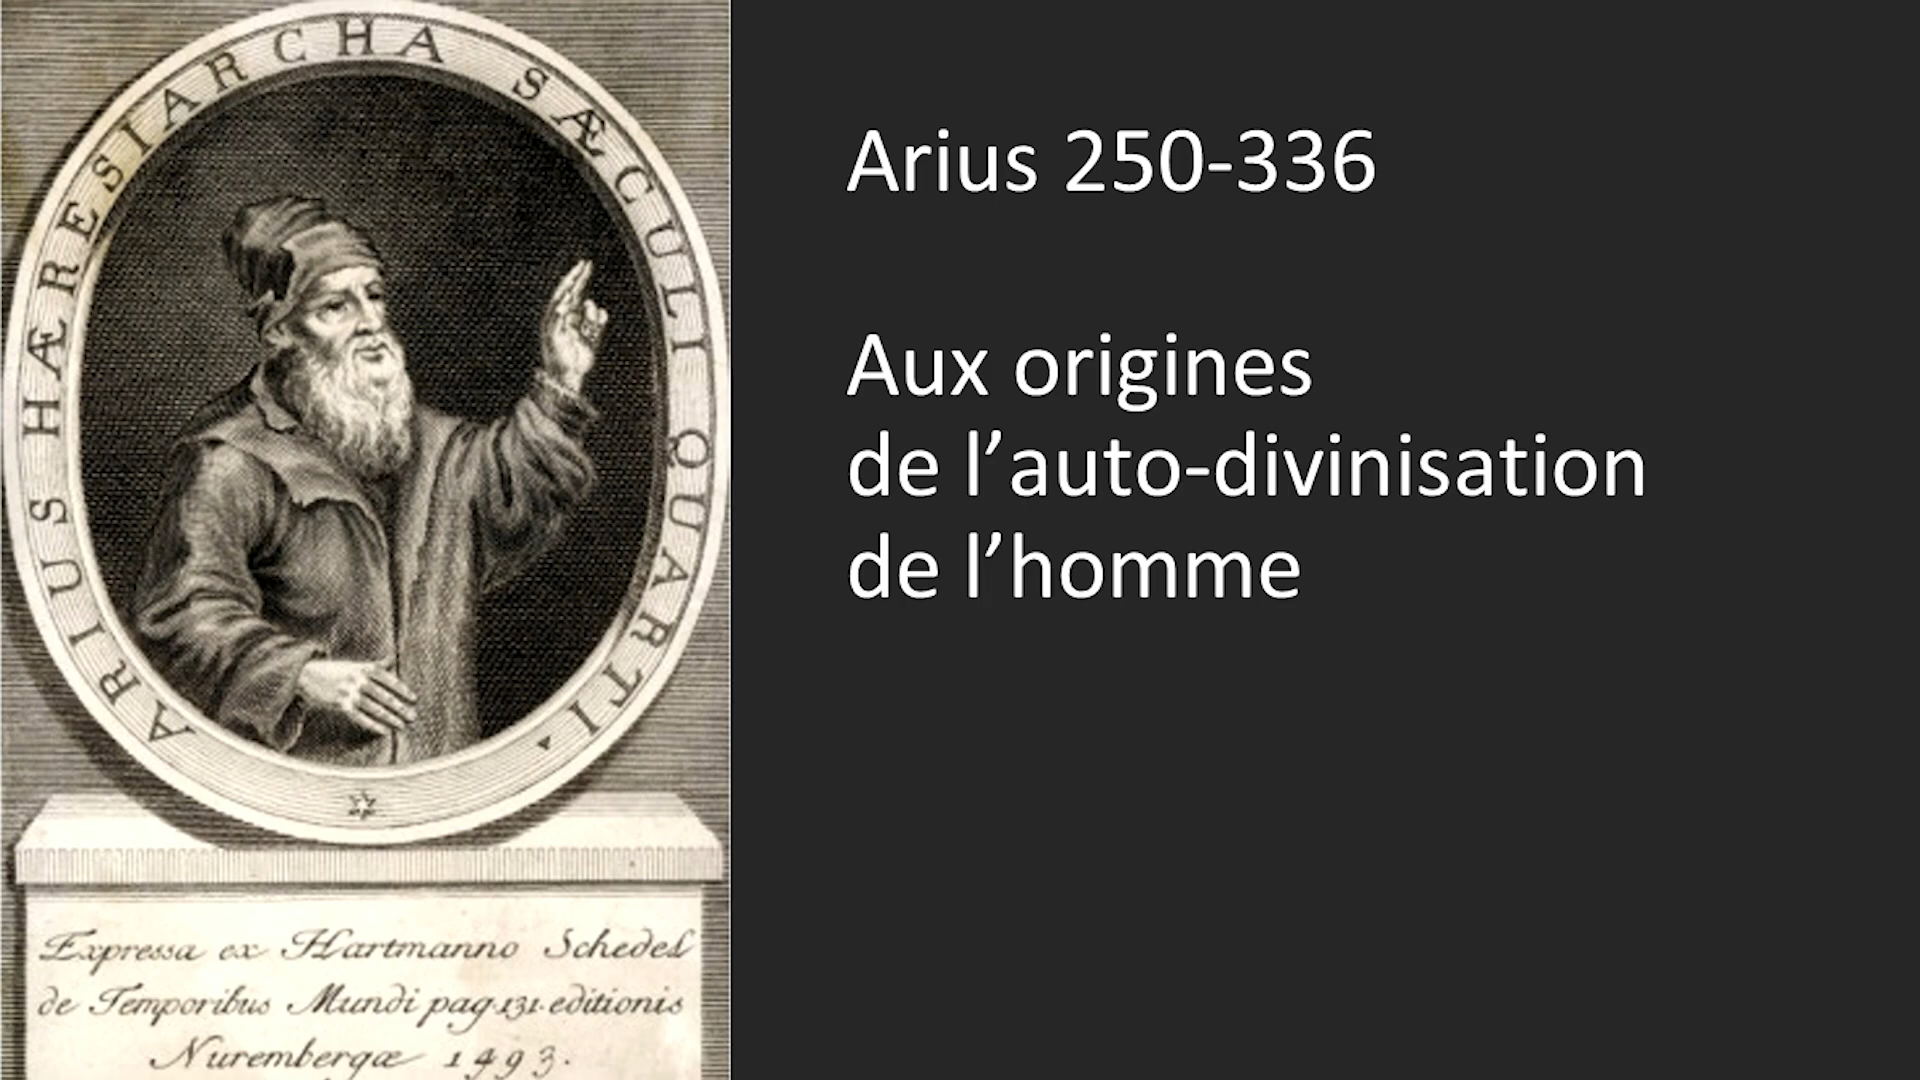 ARIUS HÆRESIARCHA SÆCULI QUARTI.
Expressa ex Hartmanno Schedel
de Temporibus Mundi pag. 131. editionis
Nurembergæ 1493.
Arius 250-336
Aux origines
de l’auto-divinisation
de l’homme